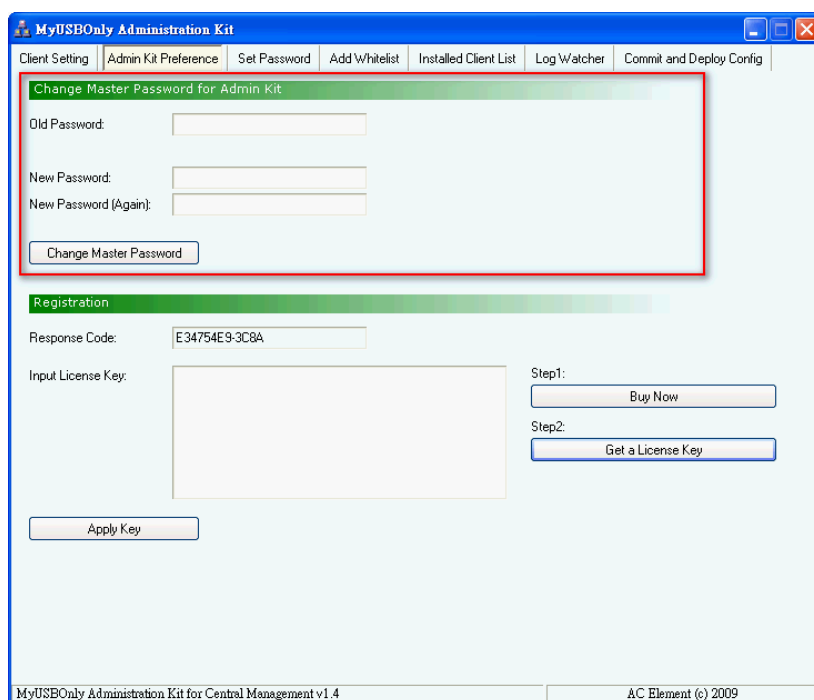 MyUSBOnly Administration Kit
Client Setting Admin Kit Preference Set Password Add Whitelist Installed Client List Log Watcher Commit and Deploy Config
Change Master Password for Admin Kit
Old Password:
New Password:
New Password (Again):
Change Master Password
Registration
Response Code: E34754E9-3C8A
Input License Key:
Step1:
Buy Now
Step2:
Get a License Key
Apply Key
MyUSBOnly Administration Kit for Central Management v1.4 AC Element (c) 2009